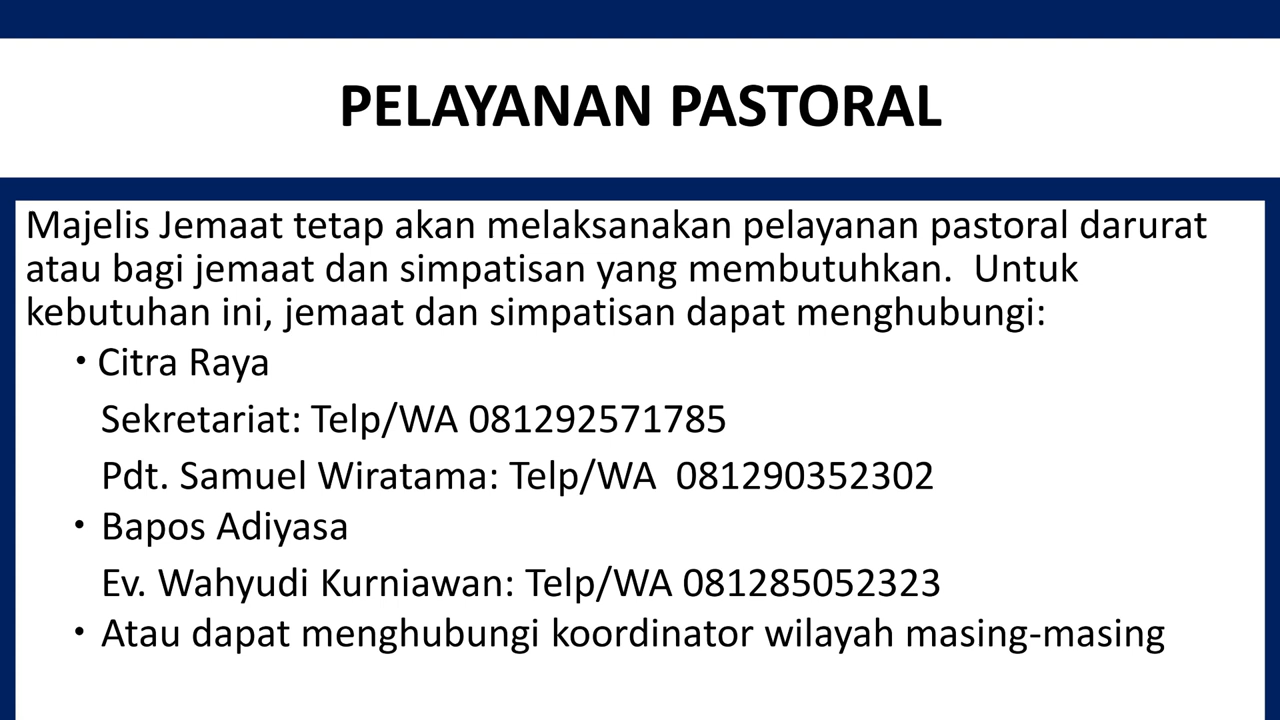 PELAYANAN PASTORAL
Majelis Jemaat tetap akan melaksanakan pelayanan pastoral darurat
atau bagi jemaat dan simpatisan yang membutuhkan.  Untuk
kebutuhan ini, jemaat dan simpatisan dapat menghubungi:
• Citra Raya
Sekretariat: Telp/WA 081292571785
Pdt. Samuel Wiratama: Telp/WA  081290352302
• Bapos Adiyasa
Ev. Wahyudi Kurniawan: Telp/WA 081285052323
• Atau dapat menghubungi koordinator wilayah masing-masing